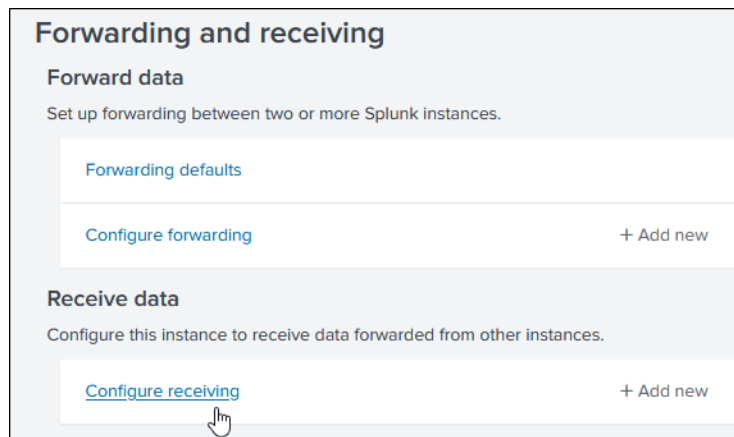 Forwarding and receiving
Forward data
Set up forwarding between two or more Splunk instances.
Forwarding defaults
Configure forwarding + Add new
Receive data
Configure this instance to receive data forwarded from other instances.
Configure receiving + Add new